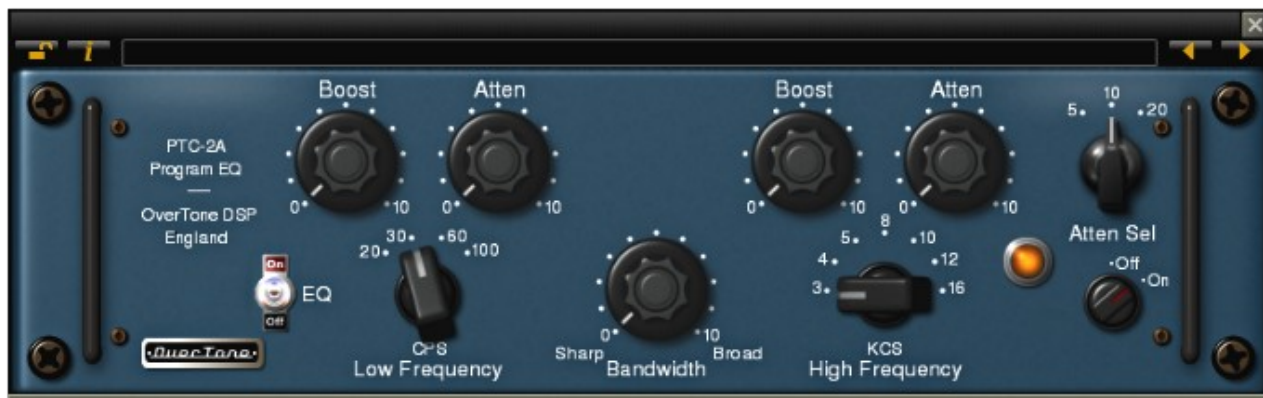 i
Boost
Atten
Boost
Atten
5 10 20
PTC-2A
Program EQ
OverTone DSP
England
0 10
0 10
0 10
0 10
Atten Sel
Off
On
On
EQ
Off
20 30 60 100
CPS
Low Frequency
0 10
Sharp Broad
Bandwidth
3 4 5 8 10 12 16
KCS
High Frequency
OverTone